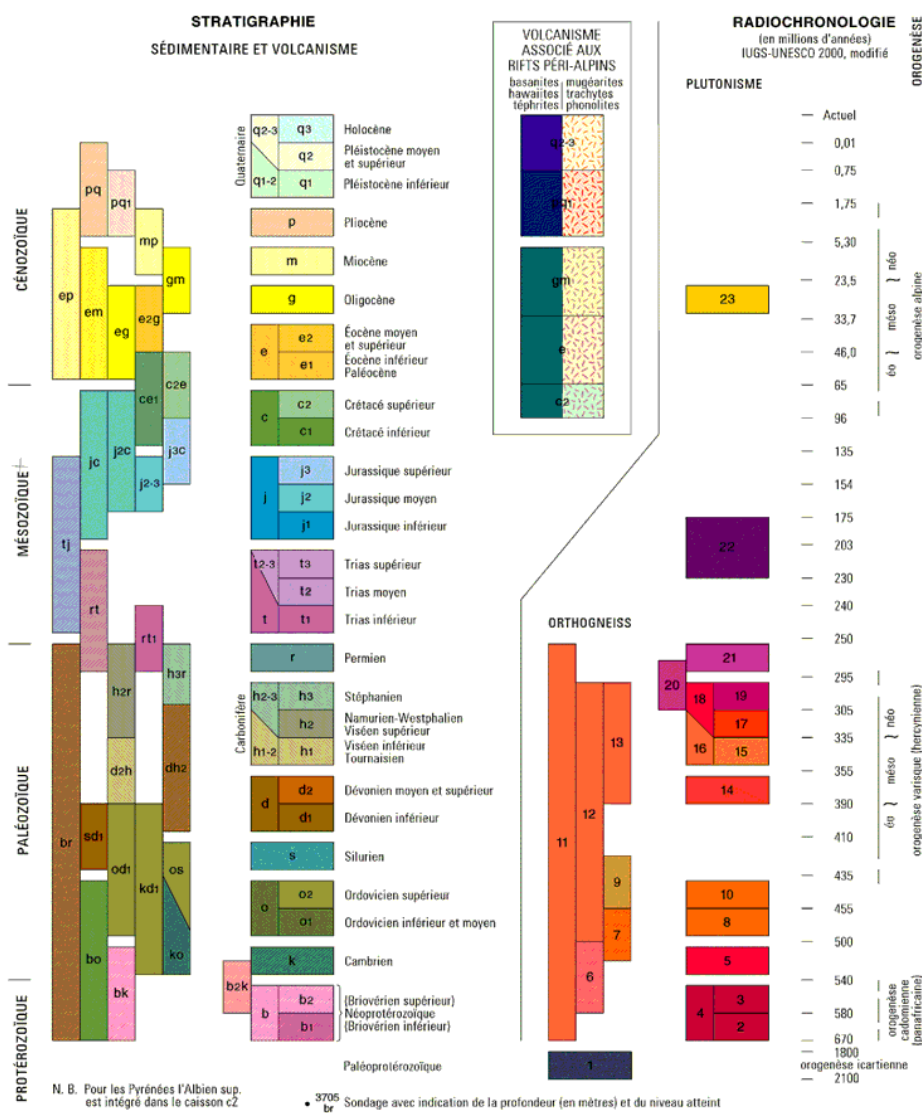 STRATIGRAPHIE
SÉDIMENTAIRE ET VOLCANISME
VOLCANISME
ASSOCIÉ AUX
RIFTS PÉRI-ALPINS
basanites mugéarites
hawaiites trachytes
téphrites phonolites
RADIOCHRONOLOGIE
(en millions d'années)
IUGS-UNESCO 2000, modifié
PLUTONISME
OROGENÈSE
CÉNOZOÏQUE
MÉSOZOÏQUE
PALÉOZOÏQUE
PROTÉROZOÏQUE
pq
pq1
mp
ep
em
eg
e2g
gm
ce1
c2e
jc
j2c
j2-3
j3c
tj
rt
rt1
h2r
h3r
d2h
dh2
br
sd1
od1
kd1
os
ko
bo
bk
b2k
Quaternaire
q2-3 q3 Holocène
q2 Pléistocène moyen
et supérieur
q1-2 q1 Pléistocène inférieur
p Pliocène
m Miocène
g Oligocène
e e2 Éocène moyen
et supérieur
e1 Éocène inférieur
Paléocène
c c2 Crétacé supérieur
c1 Crétacé inférieur
j j3 Jurassique supérieur
j2 Jurassique moyen
j1 Jurassique inférieur
t2-3 t3 Trias supérieur
t2 Trias moyen
t t1 Trias inférieur
r Permien
Carbonifère
h2-3 h3 Stéphanien
h2 Namurien-Westphalien
Viséen supérieur
h1-2 h1 Viséen inférieur
Tournaisien
d d2 Dévonien moyen et supérieur
d1 Dévonien inférieur
s Silurien
o o2 Ordovicien supérieur
o1 Ordovicien inférieur et moyen
k Cambrien
b b2 (Briovérien supérieur)
Néoprotérozoïque
b1 (Briovérien inférieur)
Paléoprotérozoïque
q2-3
pq1
gm
e
c2
ORTHOGNEISS
11
12
13
9
7
6
1
23
22
21
20
18
19
17
16
15
14
10
8
5
4
3
2
Actuel
0,01
0,75
1,75
5,30
23,5
33,7
46,0
65
96
135
154
175
203
230
240
250
295
305
335
355
390
410
435
455
500
540
580
670
1800
2100
éo ~ méso ~ néo
orogenèse alpine
éo ~ méso ~ néo
orogenèse varisque (hercynienne)
orogenèse
cadomienne
(panafricaine)
orogenèse icartienne
N. B. Pour les Pyrénées l'Albien sup.
est intégré dans le caisson c2
• 3705
br Sondage avec indication de la profondeur (en mètres) et du niveau atteint